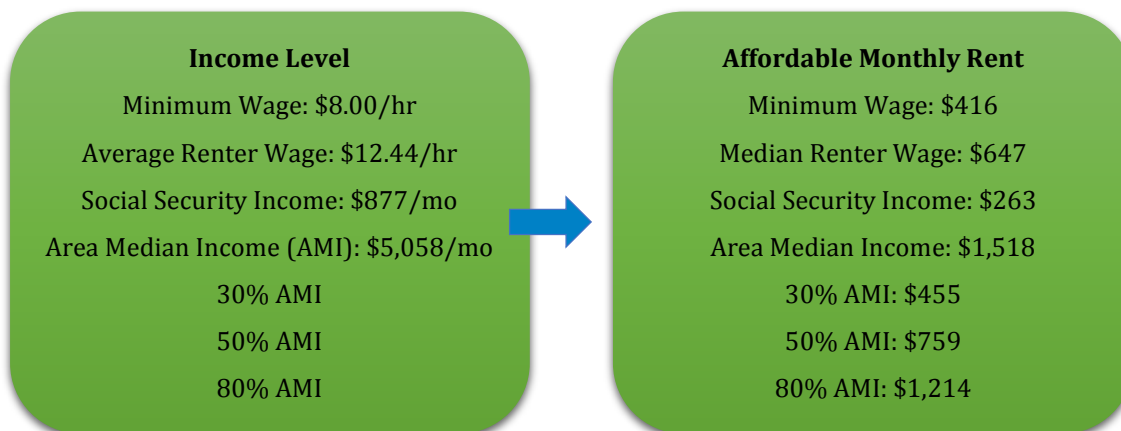 Income Level
Minimum Wage: $8.00/hr
Average Renter Wage: $12.44/hr
Social Security Income: $877/mo
Area Median Income (AMI): $5,058/mo
30% AMI
50% AMI
80% AMI
Affordable Monthly Rent
Minimum Wage: $416
Median Renter Wage: $647
Social Security Income: $263
Area Median Income: $1,518
30% AMI: $455
50% AMI: $759
80% AMI: $1,214